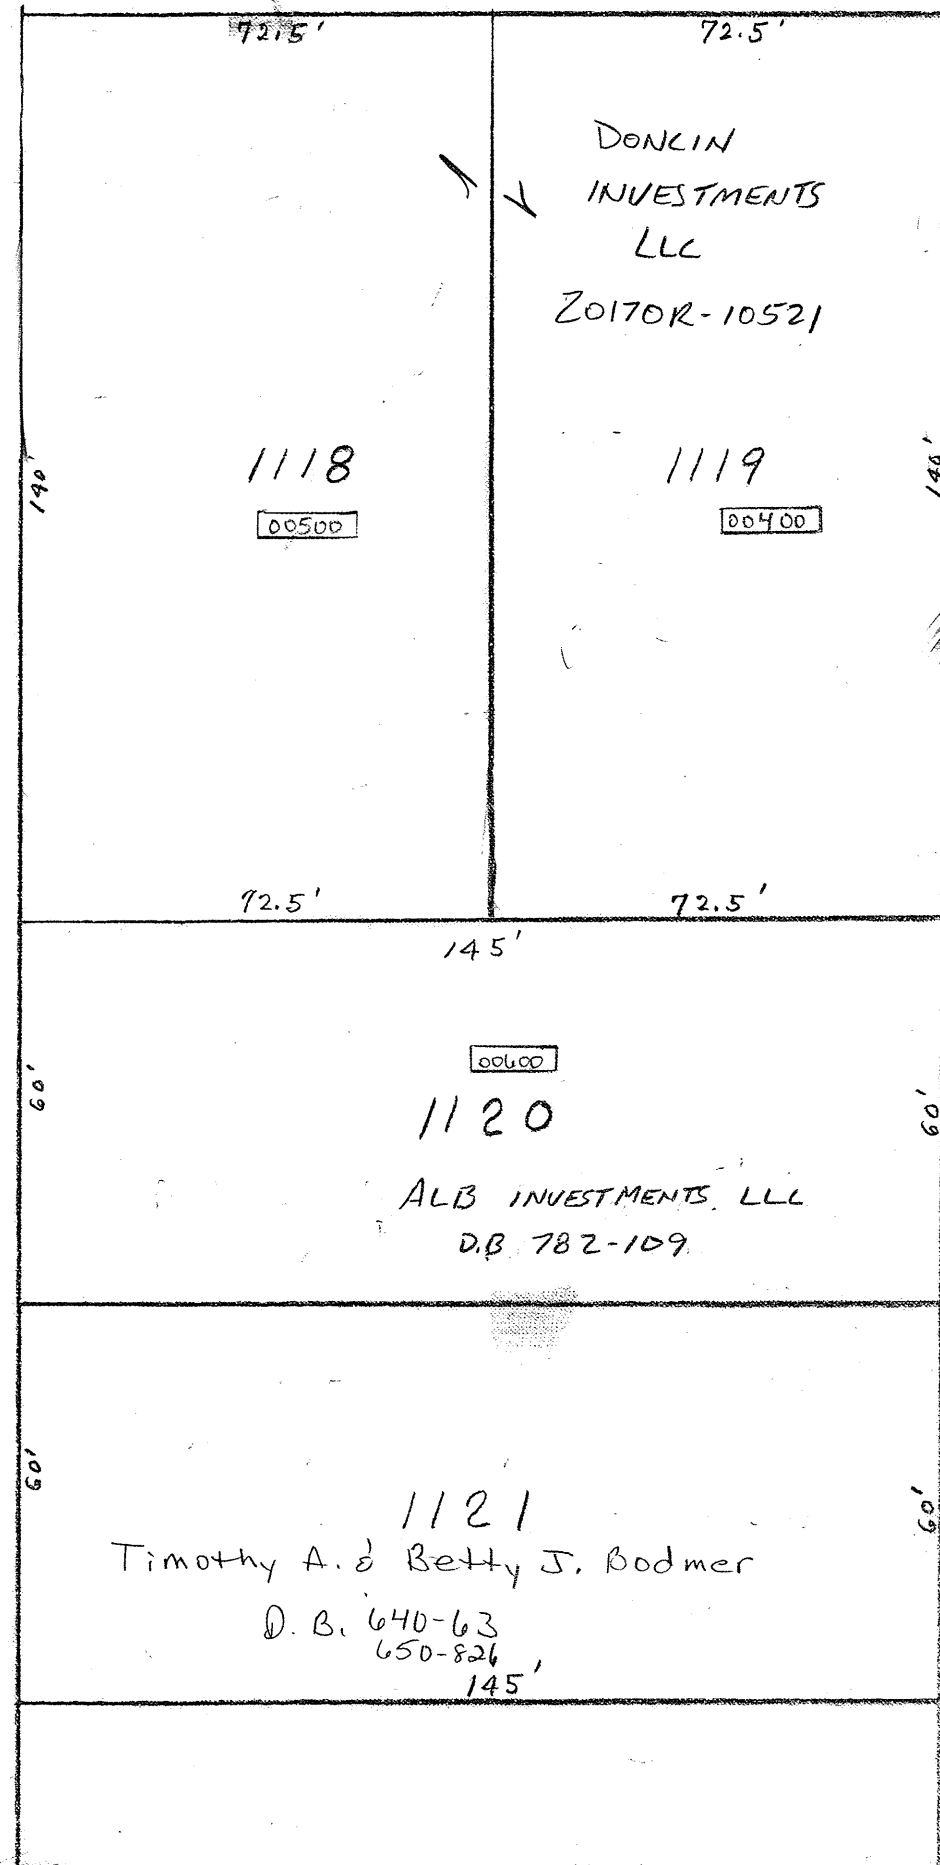 72.5'
72.5'
DONCIN
INVESTMENTS
LLC
20170R-10521
140'
1118
00500
1119
00400
140'
72.5'
72.5'
145'
60'
00600
1120
60'
ALB INVESTMENTS LLC
D.B 782-109
60'
1121
60'
Timothy A. & Betty J. Bodmer
D. B. 640-63
650-826
145'